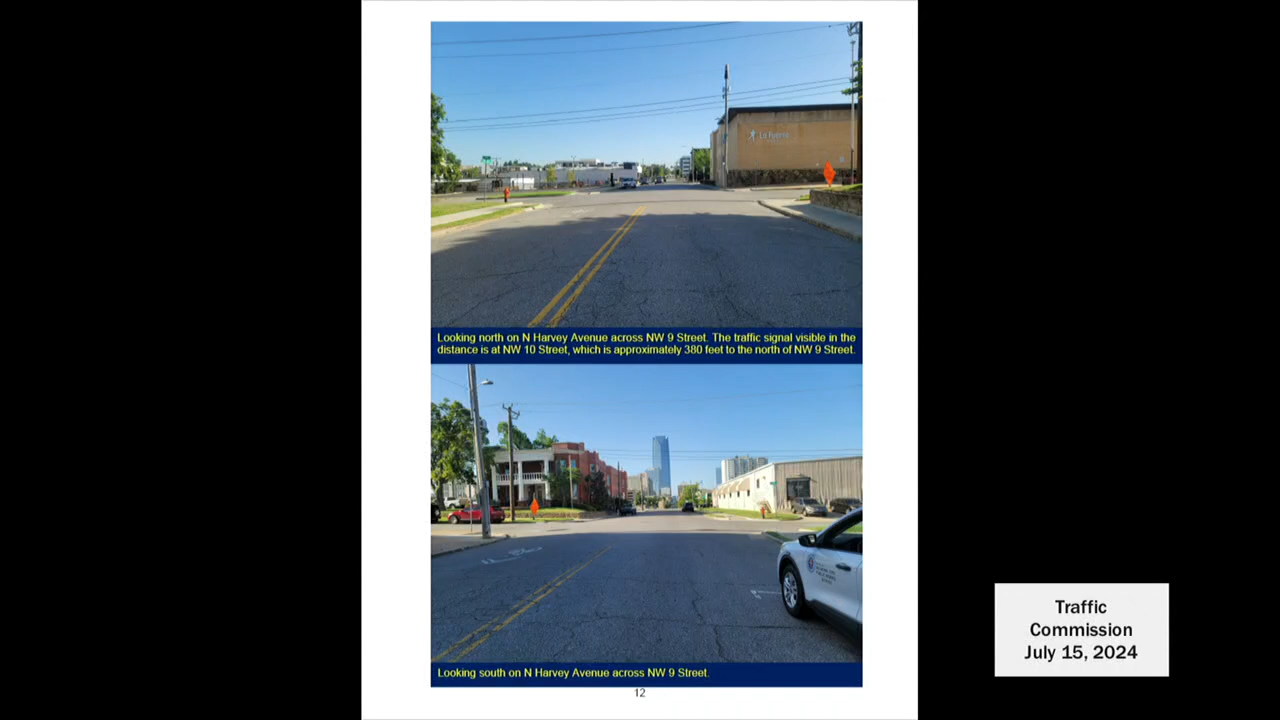 La Fuerza
Looking north on N Harvey Avenue across NW 9 Street. The traffic signal visible in the
distance is at NW 10 Street, which is approximately 380 feet to the north of NW 9 Street.
Looking south on N Harvey Avenue across NW 9 Street.
12
Traffic
Commission
July 15, 2024